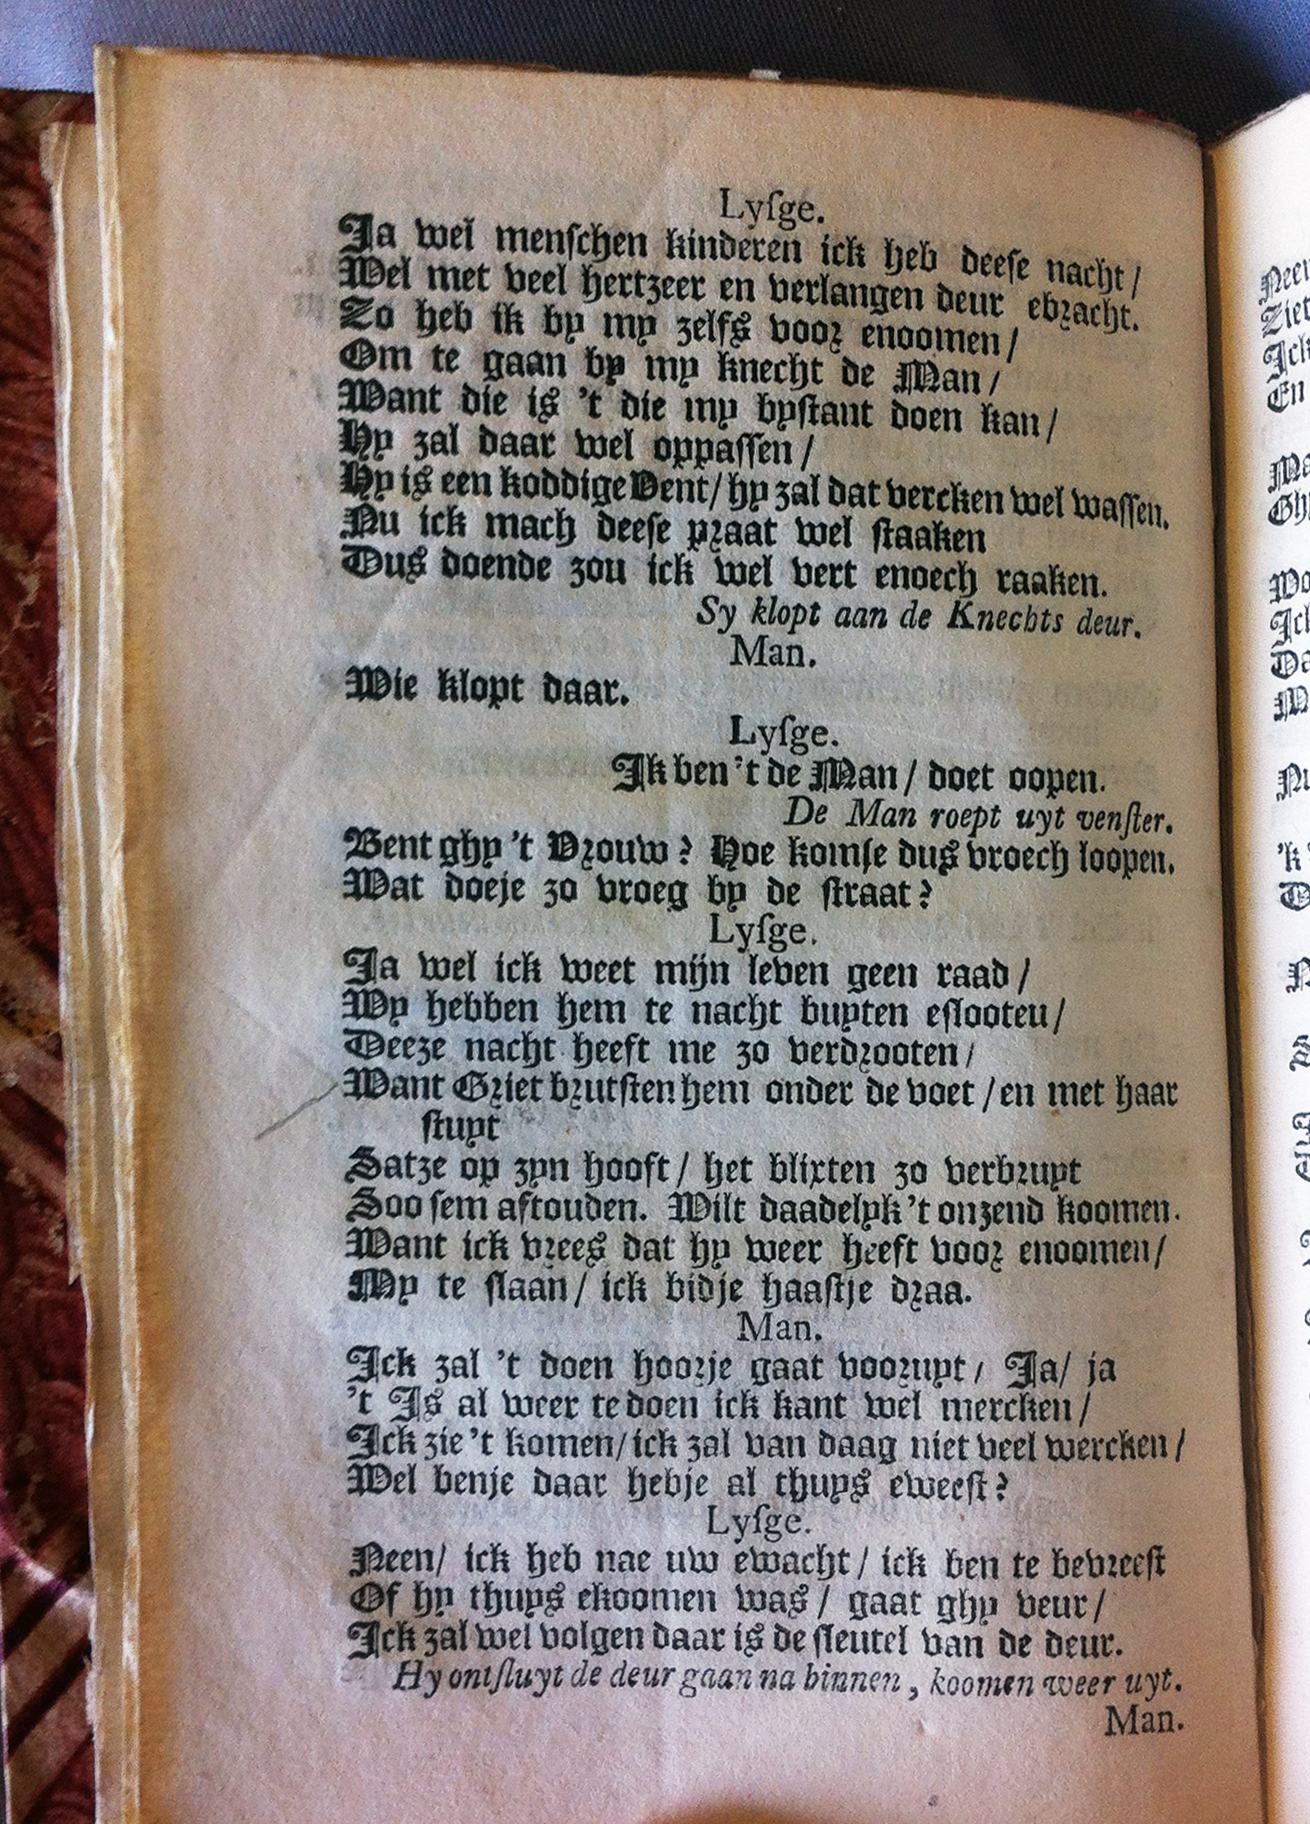 Lyſge.
Ja wel menſchen kinderen ick heb deeſe nacht /
Wel met veel hertzeer en verlangen deur ebracht.
Zo heb ik by my zelfs voor enoomen /
Om te gaan by my knecht de Man /
Want die is 't die my byſtant doen kan /
Hy zal daar wel oppaſſen /
Hy is een koddige Vent / hy zal dat vercken wel waſſen.
Nu ick mach deeſe praat wel ſtaaken
Dus doende zou ick wel vert enoech raaken.
Sy klopt aan de Knechts deur.
Man.
Wie klopt daar.
Lyſge.
Ik ben 't de Man / doet oopen.
De Man roept uyt venſter.
Bent ghy 't Vrouw? Hoe komſe dus vroech loopen.
Wat doeje zo vroeg by de ſtraat?
Lyſge.
Ja wel ick weet mijn leven geen raad /
Wy hebben hem te nacht buyten eſlooteu /
Deeze nacht heeft me zo verdrooten /
Want Griet brutſten hem onder de voet / en met haar
ſtuyt
Satze op zyn hooft / het blixten zo verbruyt
Soo ſem aftouden. Wilt daadelyk 't onzend koomen.
Want ick vrees dat hy weer heeft voor enoomen /
My te ſlaan / ick bidje haaſtje draa.
Man.
Ick zal 't doen hoorje gaat vooruyt / Ja / ja
't Is al weer te doen ick kant wel mercken /
Ick zie 't komen / ick zal van daag niet veel wercken /
Wel benje daar hebje al thuys eweeſt?
Lyſge.
Neen / ick heb nae uw ewacht / ick ben te bevreeſt
Of hy thuys ekoomen was / gaat ghy veur /
Ick zal wel volgen daar is de ſleutel van de deur.
Hy ontſluyt de deur gaan na binnen, koomen weer uyt.
Man.